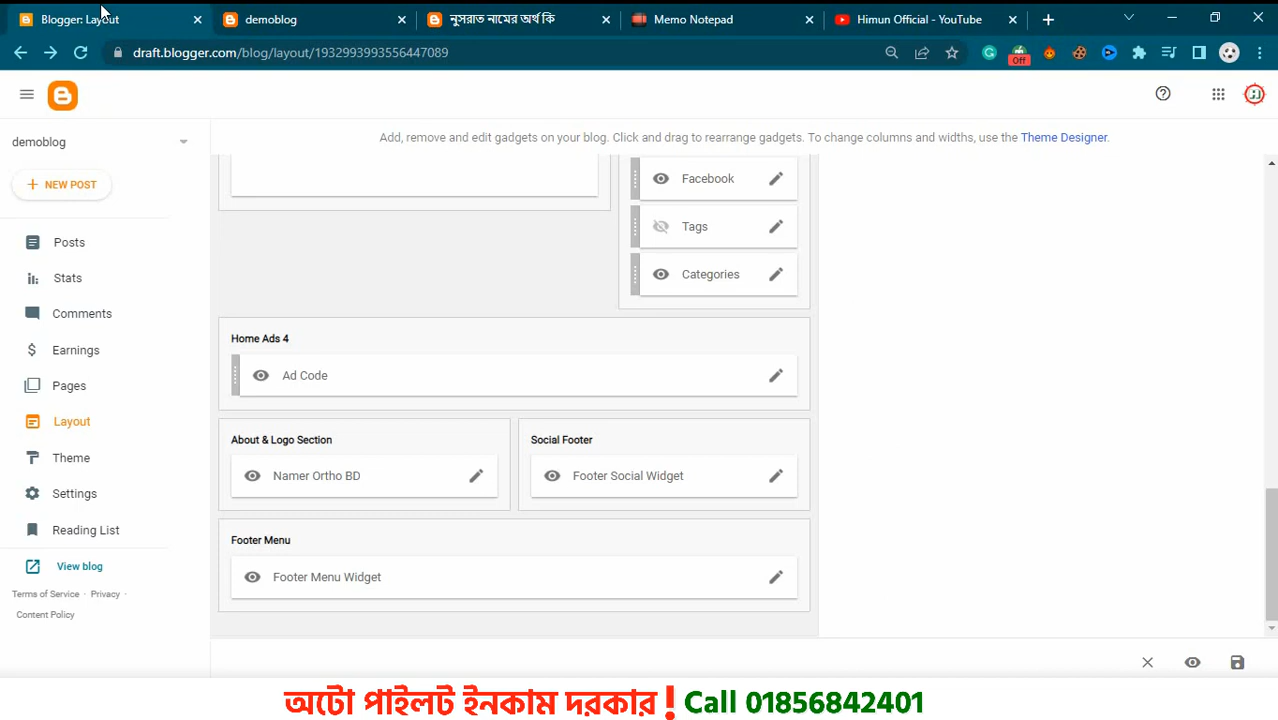 Blogger: Layout
demoblog
নুসরাত নামের অর্থ কি
Memo Notepad
Himun Official - YouTube
draft.blogger.com/blog/layout/1932993993556447089
Off
demoblog
Add, remove and edit gadgets on your blog. Click and drag to rearrange gadgets. To change columns and widths, use the Theme Designer.
NEW POST
Posts
Stats
Comments
Earnings
Pages
Layout
Theme
Settings
Reading List
View blog
Terms of Service · Privacy ·
Content Policy
Facebook
Tags
Categories
Home Ads 4
Ad Code
About & Logo Section
Namer Ortho BD
Social Footer
Footer Social Widget
Footer Menu
Footer Menu Widget
অটো পাইলট ইনকাম দরকার ! Call 01856842401